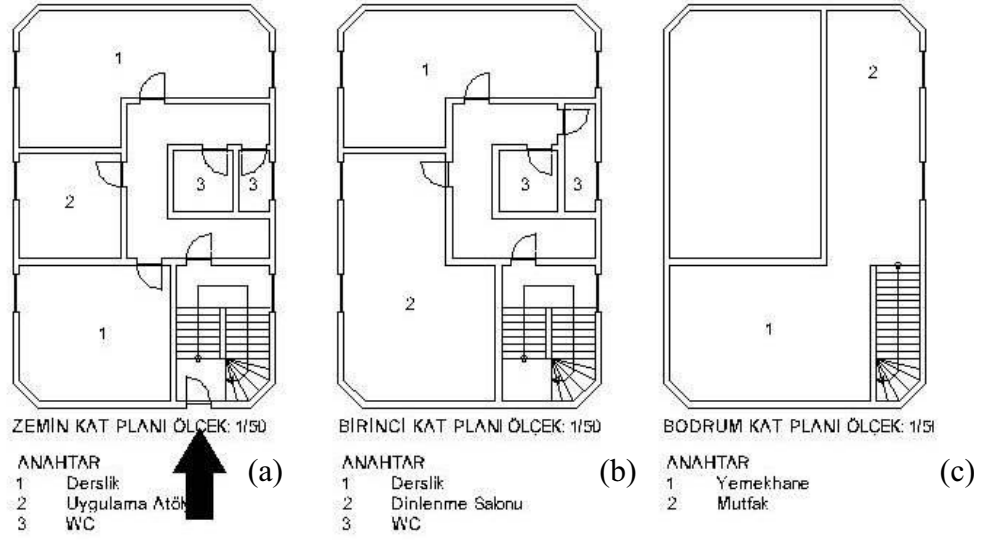 1
2
3
3
1
1
3
3
2
2
1
ZEMİN KAT PLANI ÖLÇEK: 1/50
BİRİNCİ KAT PLANI ÖLÇEK: 1/50
BODRUM KAT PLANI ÖLÇEK: 1/5
ANAHTAR
1 Derslik
2 Uygulama
3 WC
(a)
ANAHTAR
1 Derslik
2 Dinlenme Salonu
3 WC
(b)
ANAHTAR
1 Yemekhane
2 Mutfak
(c)